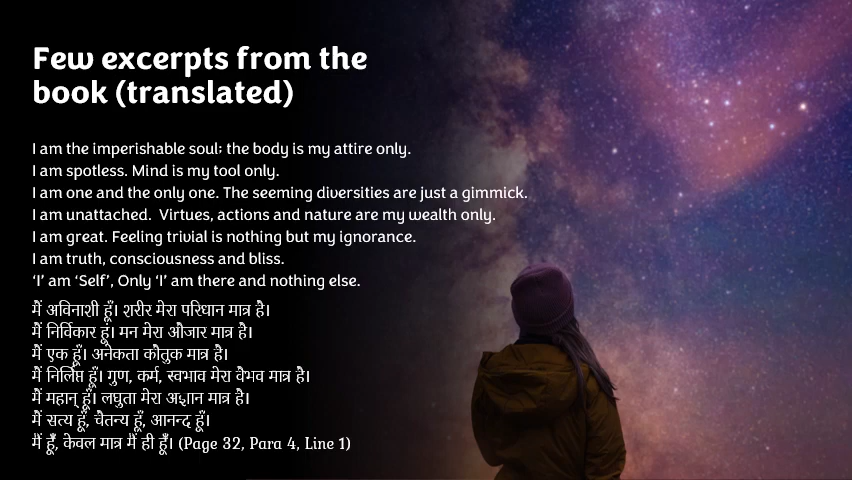 Few excerpts from the
book (translated)
I am the imperishable soul; the body is my attire only.
I am spotless. Mind is my tool only.
I am one and the only one. The seeming diversities are just a gimmick.
I am unattached.  Virtues, actions and nature are my wealth only.
I am great. Feeling trivial is nothing but my ignorance.
I am truth, consciousness and bliss.
‘I’ am ‘Self’, Only ‘I’ am there and nothing else.
मैं अविनाशी हूँ। शरीर मेरा परिधान मात्र है।
मैं निर्विकार हूं। मन मेरा औजार मात्र है।
मैं एक हूँ। अनेकता कौतुक मात्र है।
मैं निर्लिप्त हूँ। गुण, कर्म, स्वभाव मेरा वैभव मात्र है।
मैं महान् हूँ। लघुता मेरा अज्ञान मात्र है।
मैं सत्य हूँ, चैतन्य हूँ, आनन्द हूँ।
मैं हूँ, केवल मात्र मैं ही हूँ। (Page 32, Para 4, Line 1)